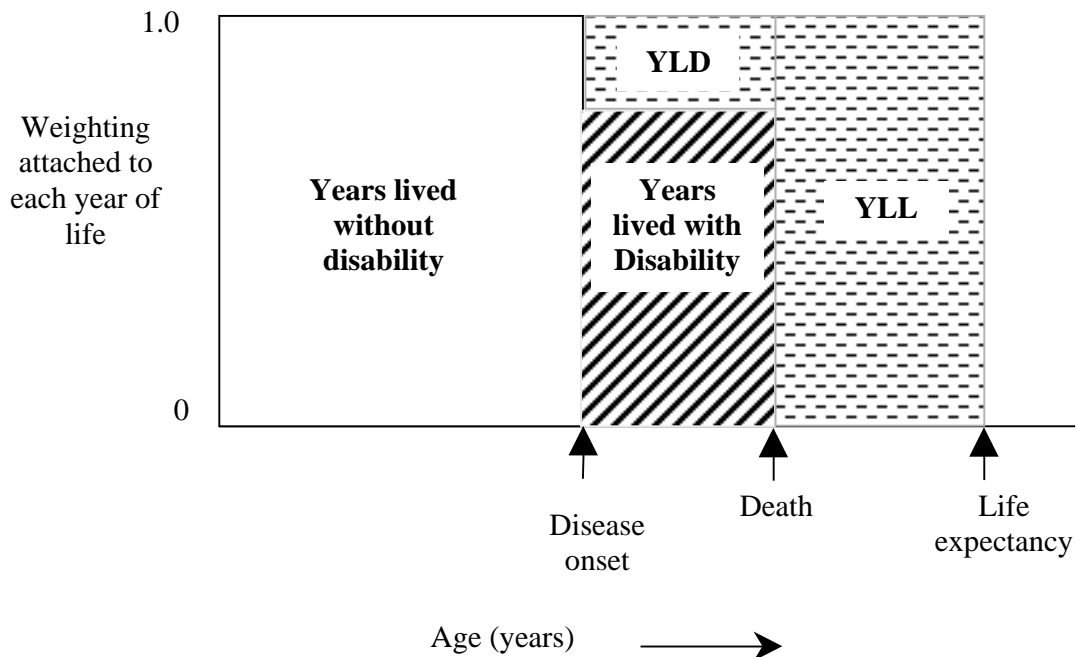 1.0
YLD
Weighting
attached to
each year of
life
Years lived
without
disability
Years
lived with
Disability
YLL
0
Disease
onset
Death
Life
expectancy
Age (years)